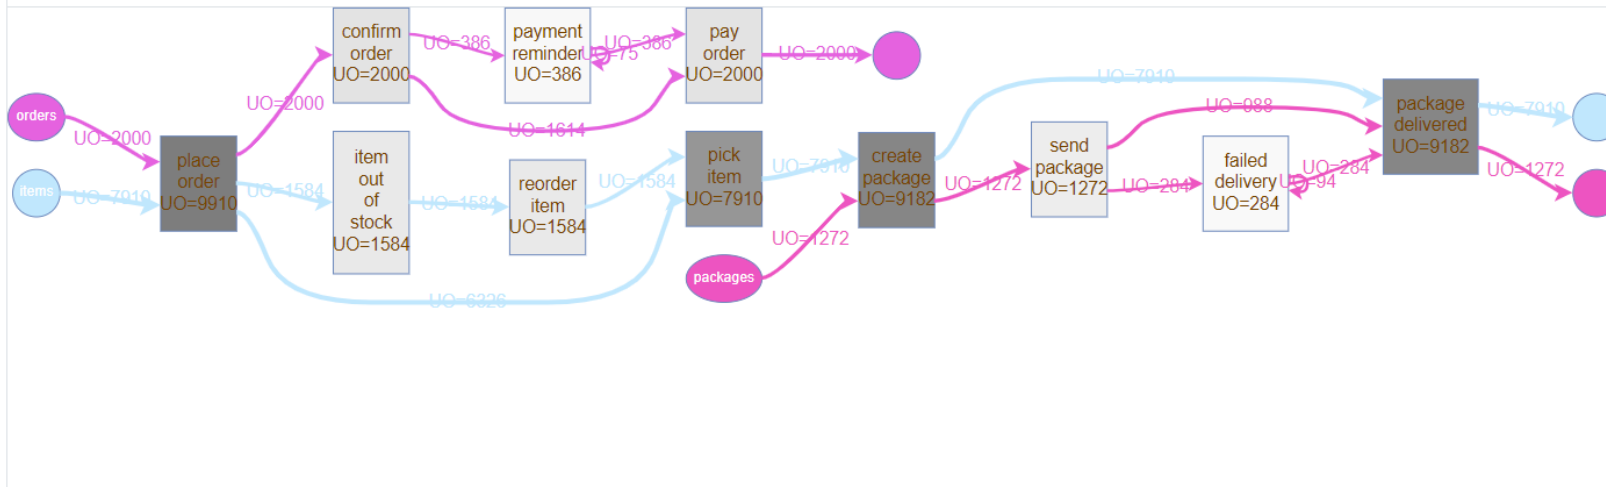 confirm
order
UO=2000
UO=386
payment
reminder
UO=386
UO=386
UO=75
pay
order
UO=2000
UO=2000
UO=7910
package
delivered
UO=9182
UO=7910
orders
UO=2000
UO=2000
UO=1614
UO=988
place
order
UO=9910
items
UO=7910
UO=1584
item
out
of
stock
UO=1584
UO=1584
reorder
item
UO=1584
UO=1584
pick
item
UO=7910
UO=7910
create
package
UO=9182
UO=1272
send
package
UO=1272
UO=284
failed
delivery
UO=284
UO=284
UO=94
UO=1272
packages
UO=1272
UO=6326